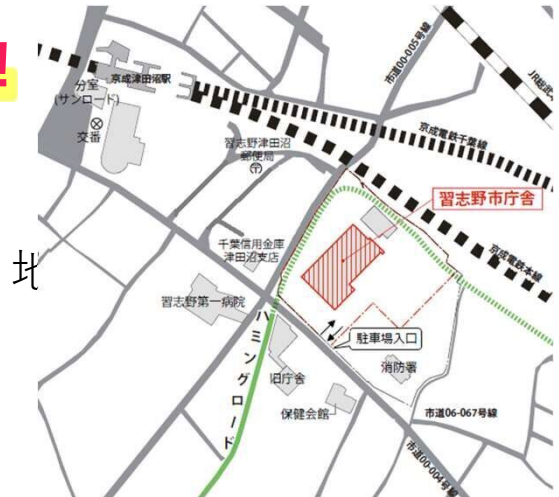 !
市道00-005号線
JR総武
京成津田沼駅
分室
(サンロード)
交番
京成電鉄千葉線
習志野津田沼
郵便局
習志野市庁舎
京成電鉄本線
千葉信用金庫
津田沼支店
習志野第一病院
ハミングロード
駐車場入口
旧庁舎
消防署
保健会館
市道06-067号線
市道00-004号線